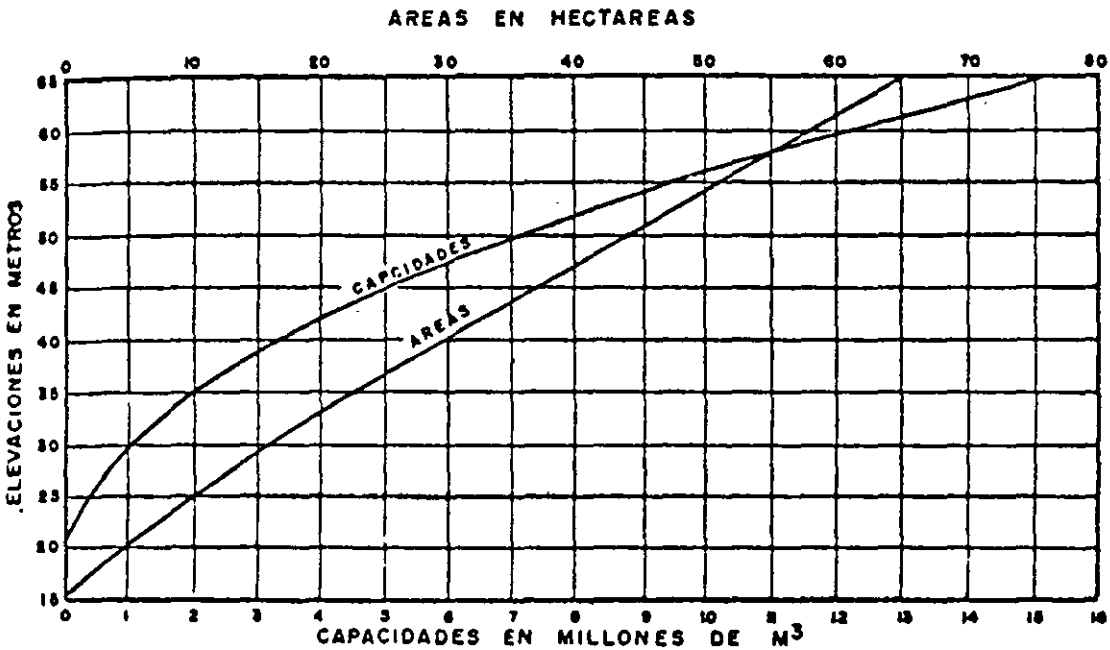 AREAS EN HECTAREAS
0 10 20 30 40 50 60 70 80
65
60
55
50
45
40
35
30
25
20
15
.ELEVACIONES EN METROS
CAPCIDADES
AREAS
0 1 2 3 4 5 6 7 8 9 10 11 12 13 14 15 16
CAPACIDADES EN MILLONES DE M³